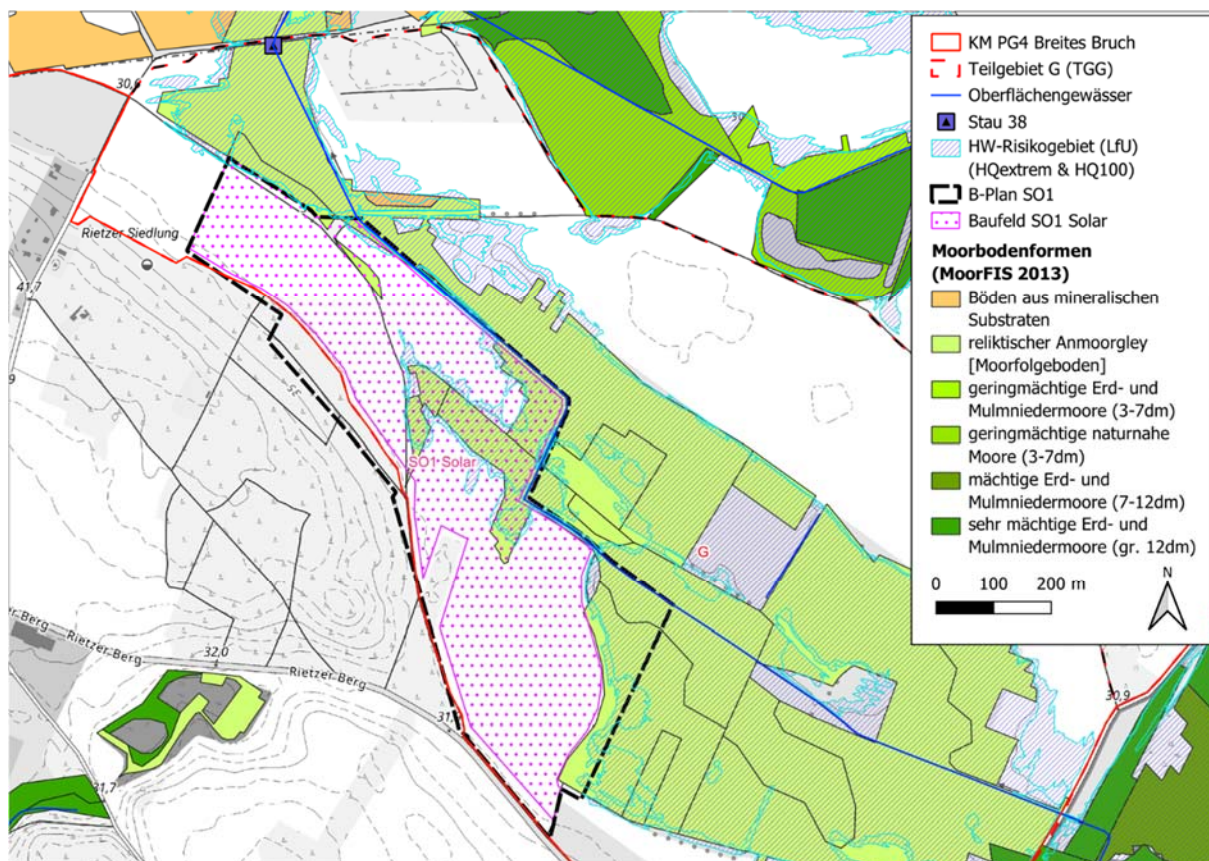 KM PG4 Breites Bruch
Teilgebiet G (TGG)
Oberflächengewässer
Stau 38
HW-Risikogebiet (LfU)
(HQextrem & HQ100)
B-Plan SO1
Baufeld SO1 Solar
Moorbodenformen
(MoorFIS 2013)
Böden aus mineralischen
Substraten
reliktischer Anmoorgley
[Moorfolgeboden]
geringmächtige Erd- und
Mulmniedermoore (3-7dm)
geringmächtige naturnahe
Moore (3-7dm)
mächtige Erd- und
Mulmniedermoore (7-12dm)
sehr mächtige Erd- und
Mulmniedermoore (gr. 12dm)
0 100 200 m
N
Rietzer Siedlung
41,7
35
SO1 Solar
G
Rietzer Berg
Rietzer Berg
32,0
31,7
30,9